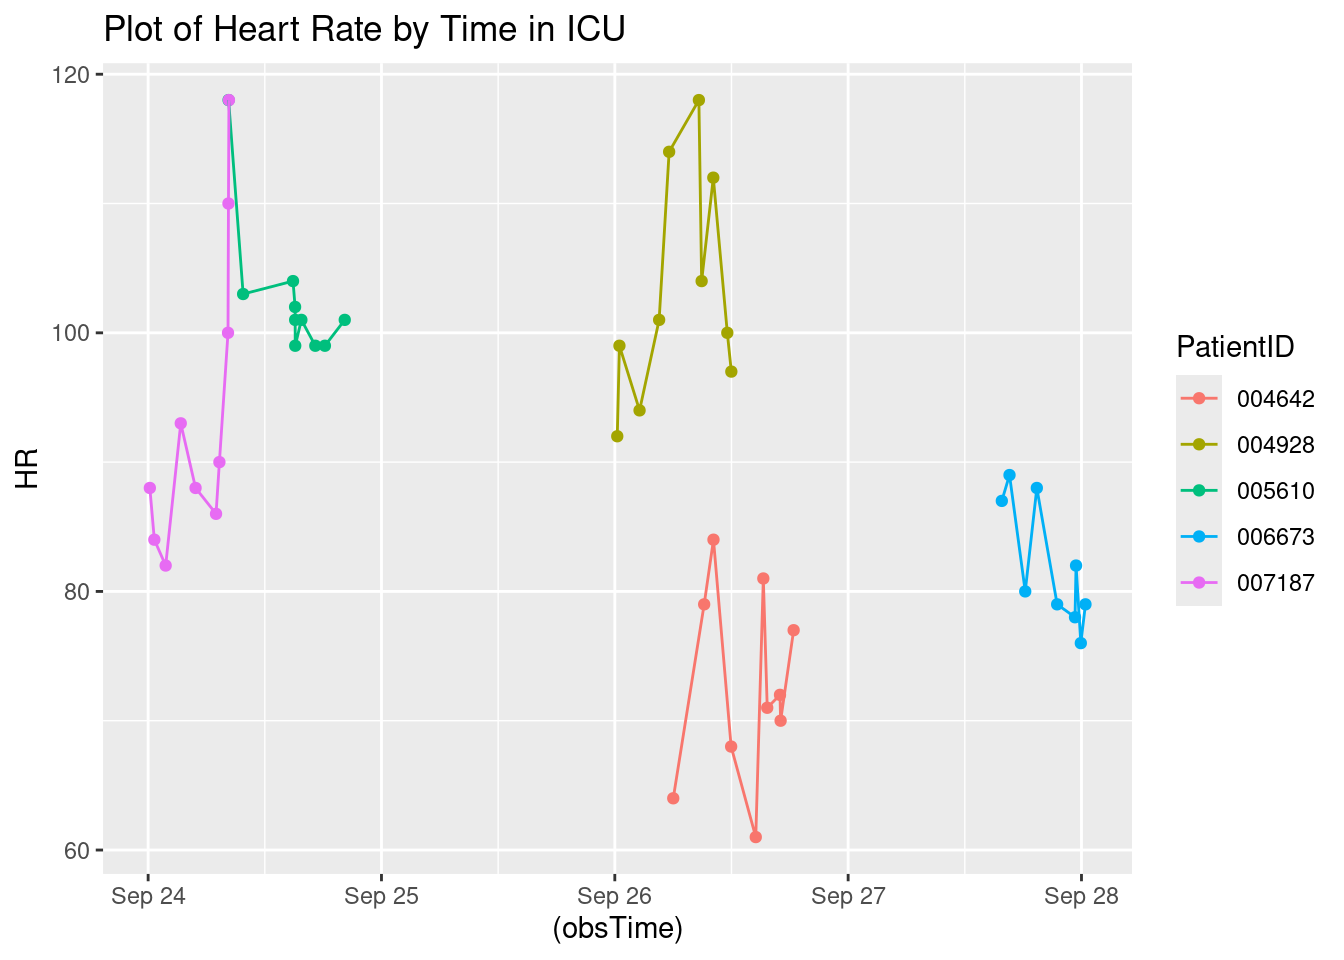 Plot of Heart Rate by Time in ICU
120
100
80
60
HR
Sep 24
Sep 25
Sep 26
Sep 27
Sep 28
(obsTime)
PatientID
004642
004928
005610
006673
007187